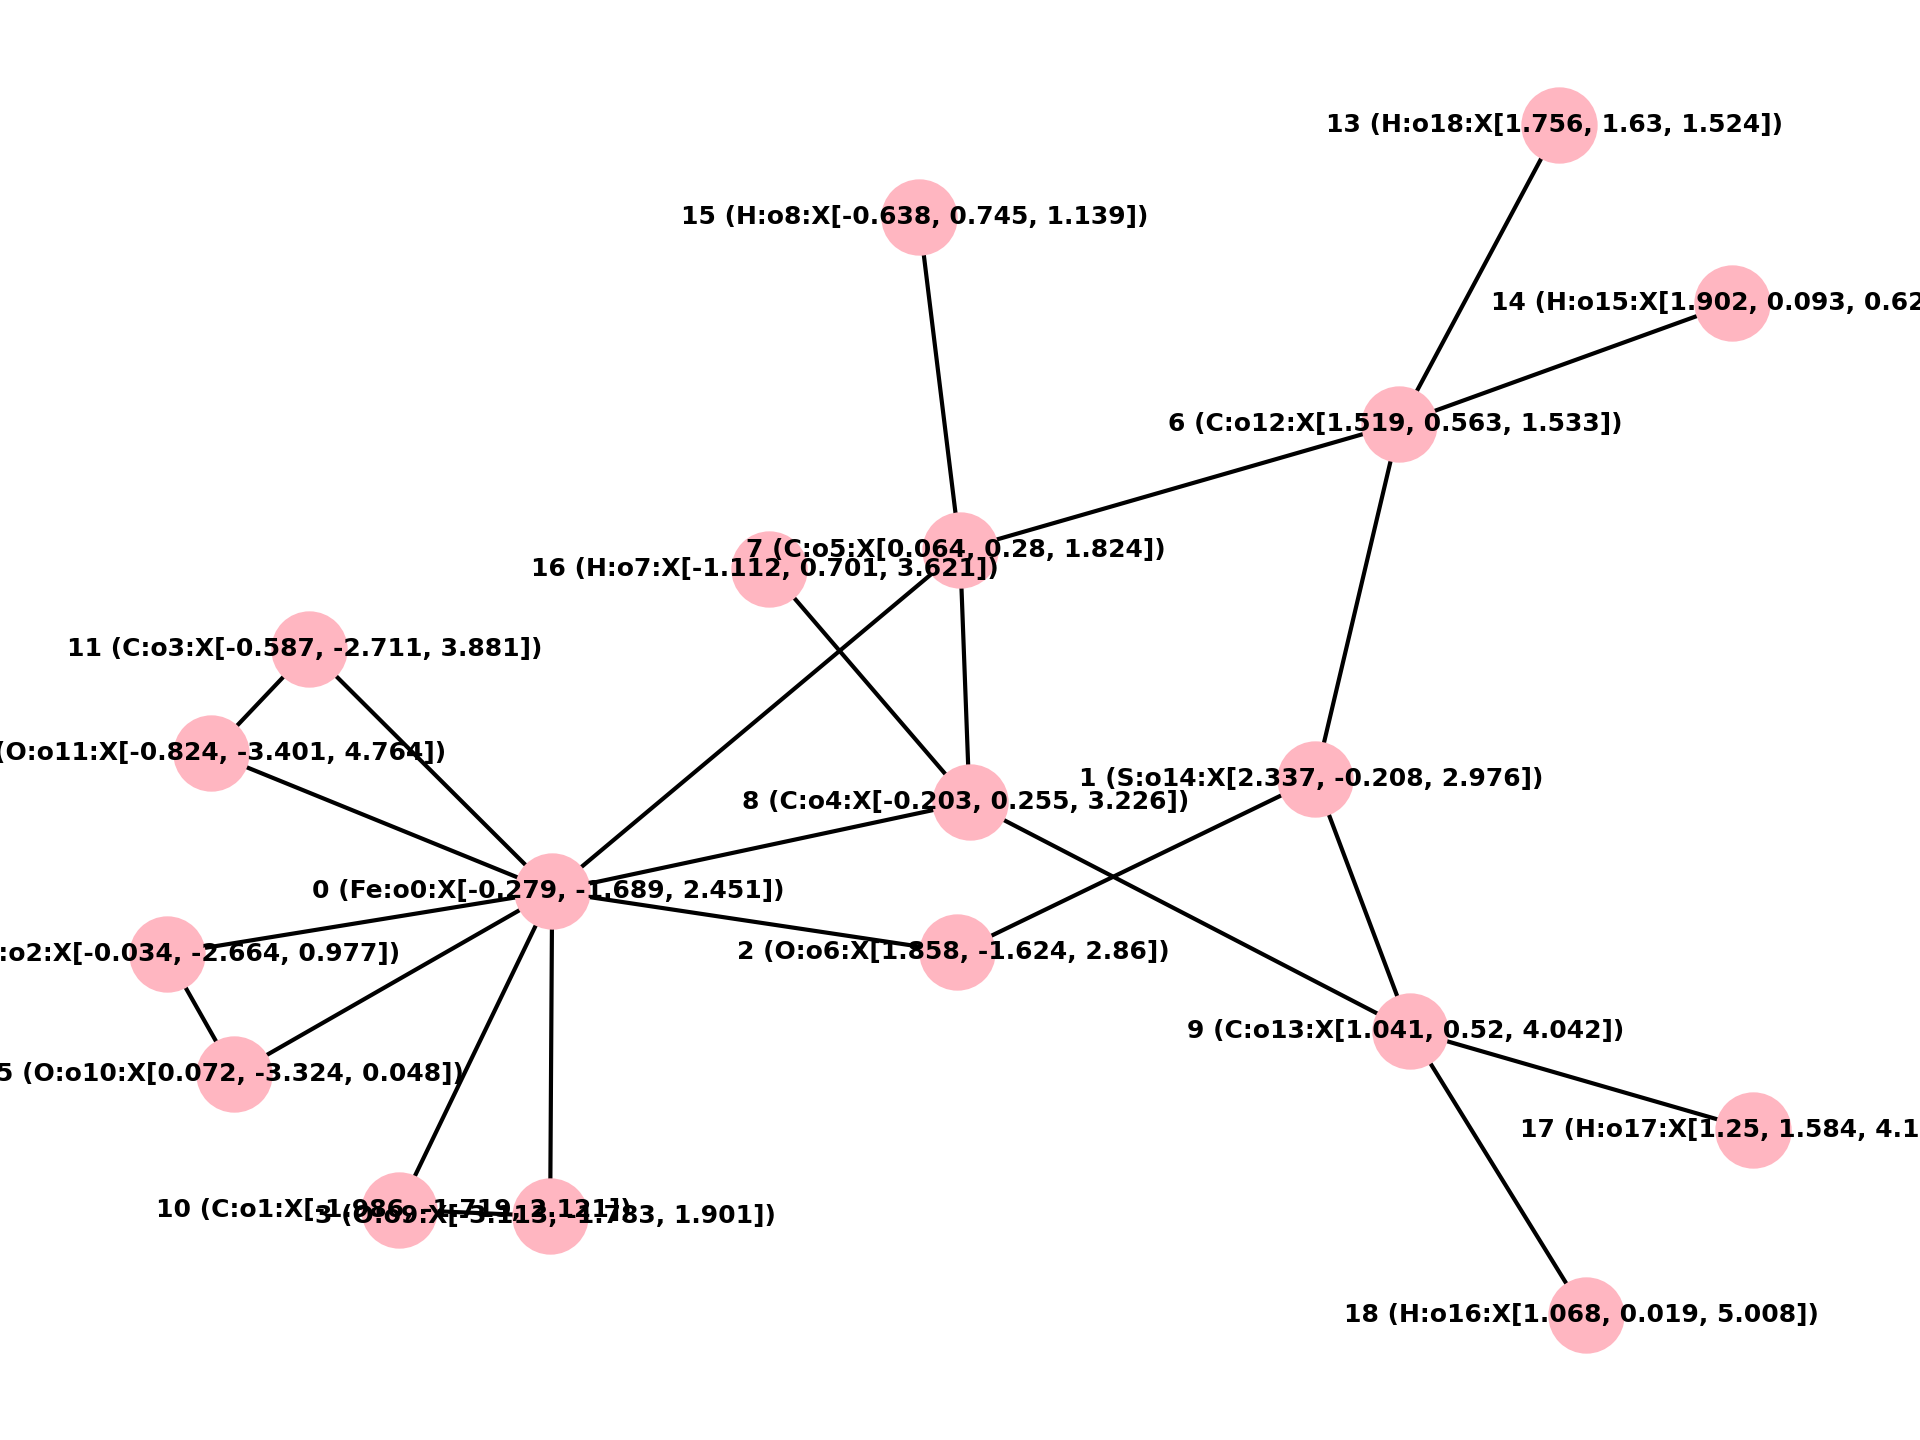 13 (H:o18:X[1.756, 1.63, 1.524])
15 (H:o8:X[-0.638, 0.745, 1.139])
14 (H:o15:X[1.902, 0.093, 0.62
6 (C:o12:X[1.519, 0.563, 1.533])
7 (C:o5:X[0.064, 0.28, 1.824])
16 (H:o7:X[-1.112, 0.701, 3.621])
11 (C:o3:X[-0.587, -2.711, 3.881])
(O:o11:X[-0.824, -3.401, 4.764])
1 (S:o14:X[2.337, -0.208, 2.976])
8 (C:o4:X[-0.203, 0.255, 3.226])
0 (Fe:o0:X[-0.279, -1.689, 2.451])
:o2:X[-0.034, -2.664, 0.977])
2 (O:o6:X[1.858, -1.624, 2.86])
9 (C:o13:X[1.041, 0.52, 4.042])
5 (O:o10:X[0.072, -3.324, 0.048])
17 (H:o17:X[1.25, 1.584, 4.1
10 (C:o1:X[-1.986, -1.719, 2.121])
3 (O:o9:X[-3.113, -1.783, 1.901])
18 (H:o16:X[1.068, 0.019, 5.008])